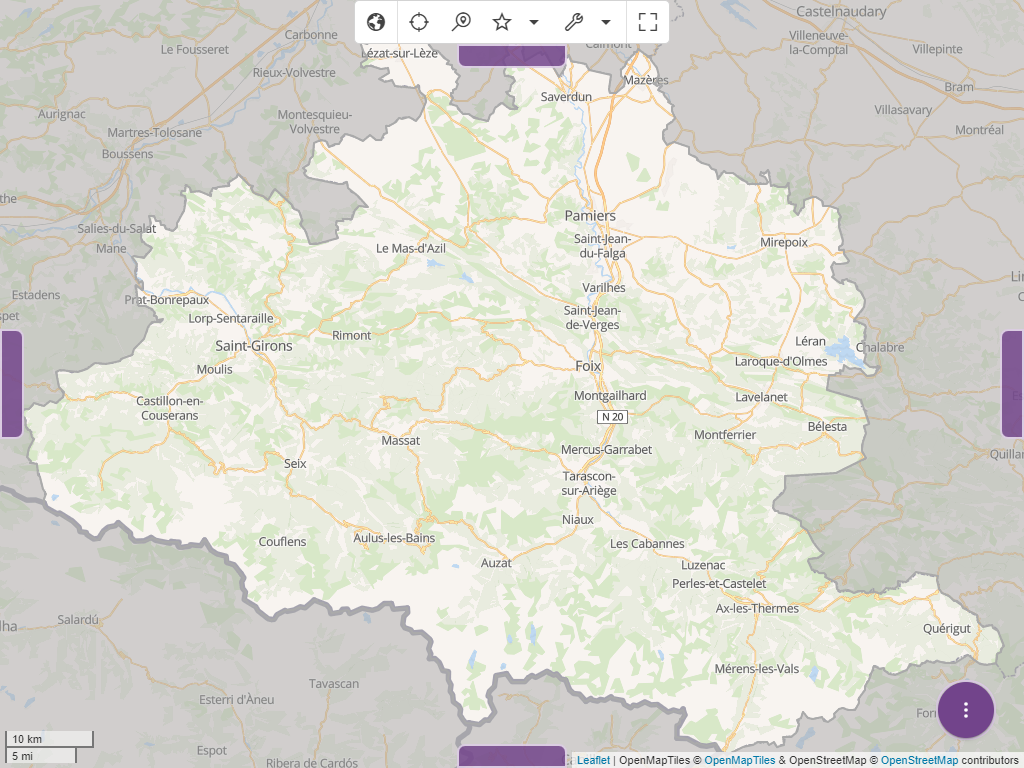 Castelnaudary
Carbonne
Villeneuve-
la-Comptal
Le Fousseret
Lézat-sur-Lèze
Calmont
Villepinte
Rieux-Volvestre
Mazères
Bram
Saverdun
Aurignac
Montesquieu-
Volvestre
Villasavary
Martres-Tolosane
Montréal
Boussens
the
Pamiers
Salies-du-Salat
Mane
Le Mas-d'Azil
Saint-Jean-
du-Falga
Mirepoix
Estadens
Prat-Bonrepaux
Varilhes
spet
Lorp-Sentaraille
Saint-Jean-
de-Verges
Rimont
Saint-Girons
Léran
Chalabre
Moulis
Foix
Laroque-d'Olmes
Castillon-en-
Couserans
Montgailhard
Lavelanet
N 20
Bélesta
Massat
Montferrier
Mercus-Garrabet
Quillan
Seix
Tarascon-
sur-Ariège
Niaux
Couflens
Aulus-les-Bains
Les Cabannes
Auzat
Luzenac
Perles-et-Castelet
Ax-les-Thermes
Salardú
lha
Quérigut
Mérens-les-Vals
Tavascan
Esterri d'Àneu
10 km
Espot
5 mi
Ribera de Cardós
Leaflet | OpenMapTiles © OpenMapTiles & OpenStreetMap © OpenStreetMap contributors